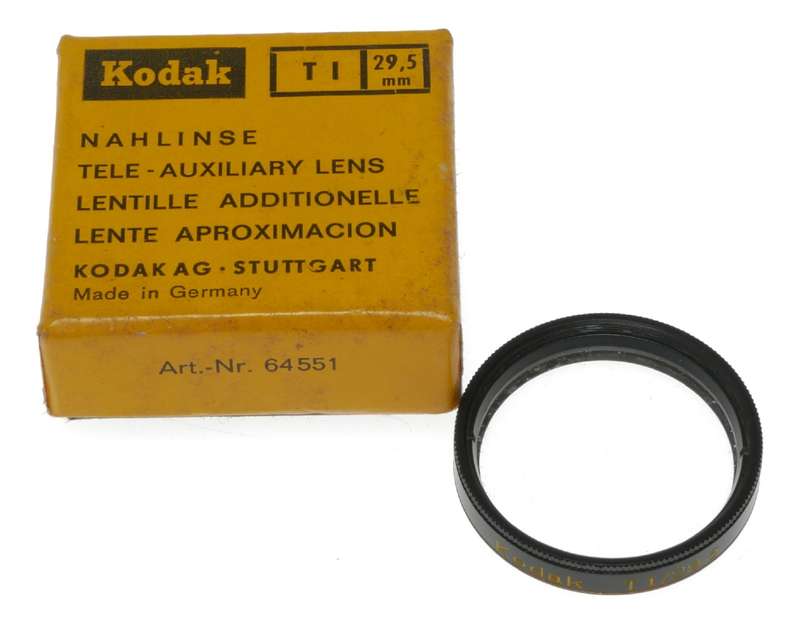 Kodak
T I
29,5
mm
NAHLINSE
TELE-AUXILIARY LENS
LENTILLE ADDITIONELLE
LENTE APROXIMACION
KODAK AG · STUTTGART
Made in Germany
Art.-Nr. 64551
Kodak